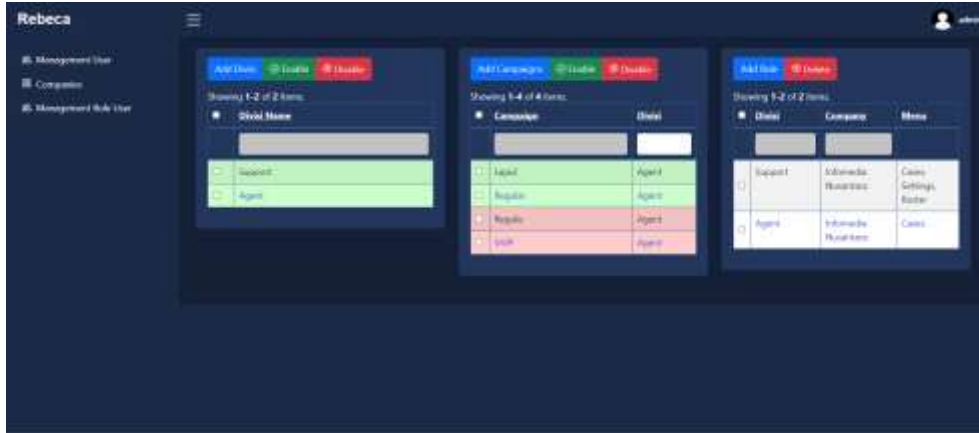 Rebeca
admin
Management User
Companies
Management Role User
Add Divisi Enable Disable
Showing 1-2 of 2 items.
Divisi Name
Support
Agent
Add Campaigns Enable Disable
Showing 1-4 of 4 items.
Campaign Divisi
Agent
Regular Agent
Regular Agent
Agent
Add Role Delete
Showing 1-2 of 2 items.
Divisi Company Menu
Support Infomedia Nusantara Cases Settings, Roster
Agent Infomedia Nusantara Cases